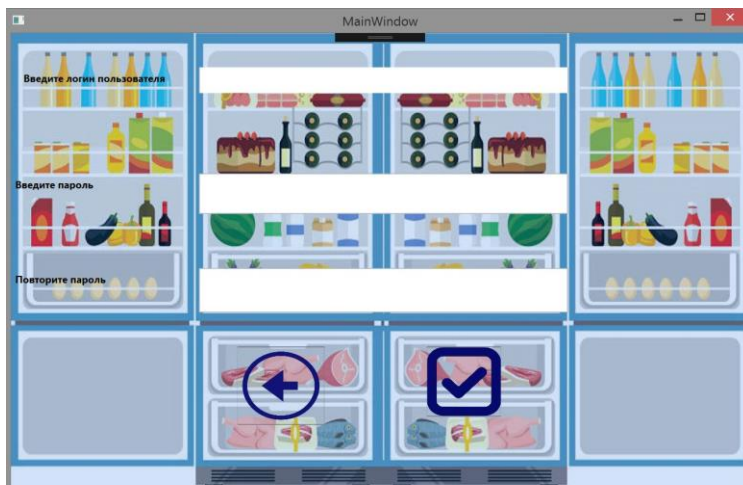 MainWindow
Введите логин пользователя
Введите пароль
Повторите пароль